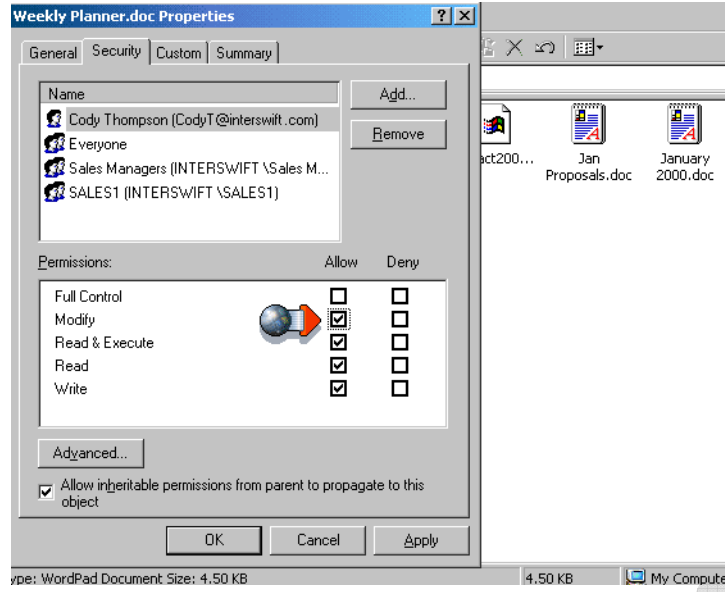 Weekly Planner.doc Properties
General Security Custom Summary
Name
Cody Thompson (CodyT@interswift.com)
Everyone
Sales Managers (INTERSWIFT \Sales M...
SALES1 (INTERSWIFT \SALES1)
Add...
Remove
Permissions: Allow Deny
Full Control
Modify
Read & Execute
Read
Write
Advanced...
Allow inheritable permissions from parent to propagate to this
object
OK Cancel Apply
act200...
Jan
Proposals.doc
January
2000.doc
ype: WordPad Document Size: 4.50 KB 4.50 KB My Compute